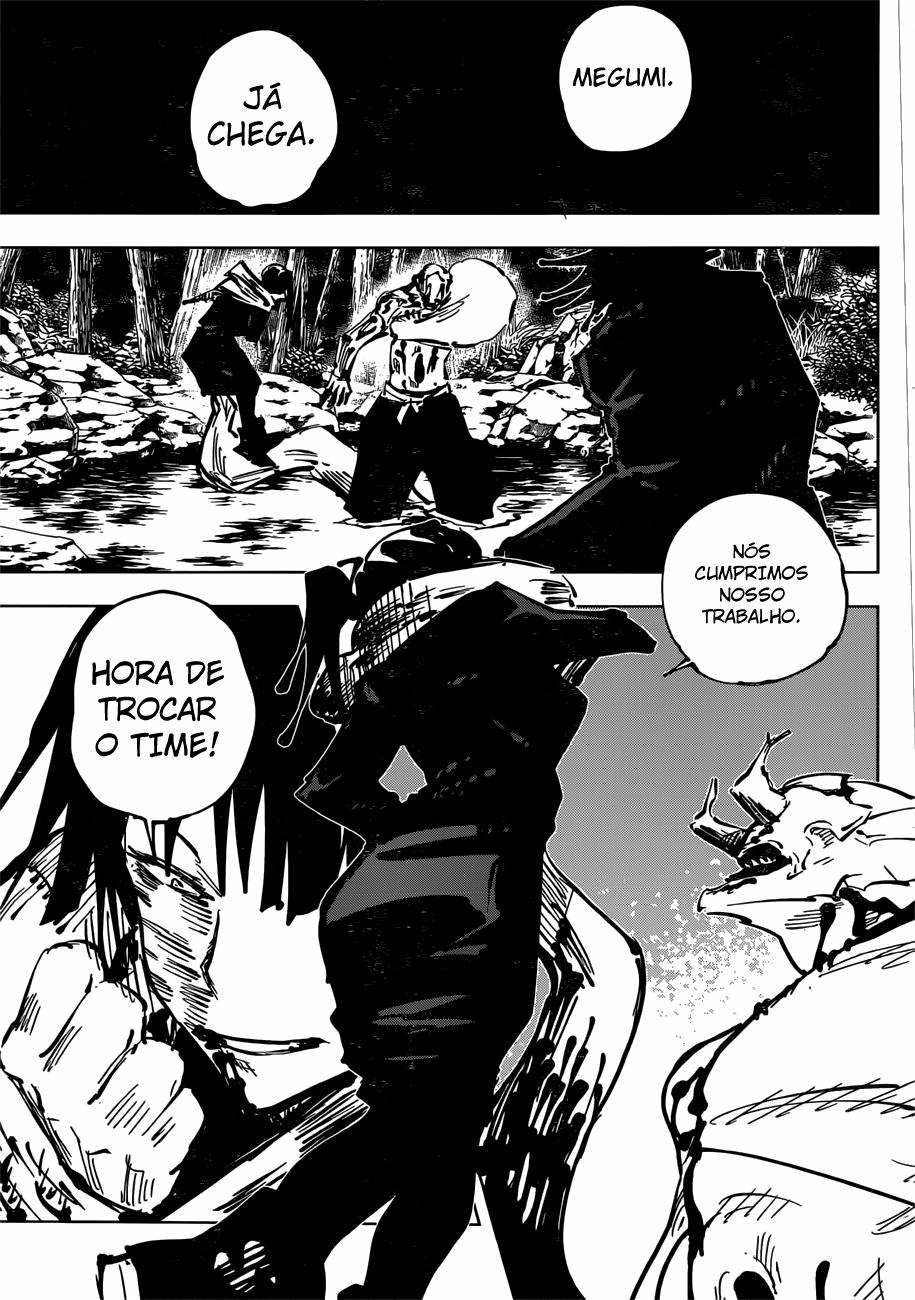 MEGUMI.
JÁ
CHEGA.
NÓS
CUMPRIMOS
NOSSO
TRABALHO.
HORA DE
TROCAR
O TIME!